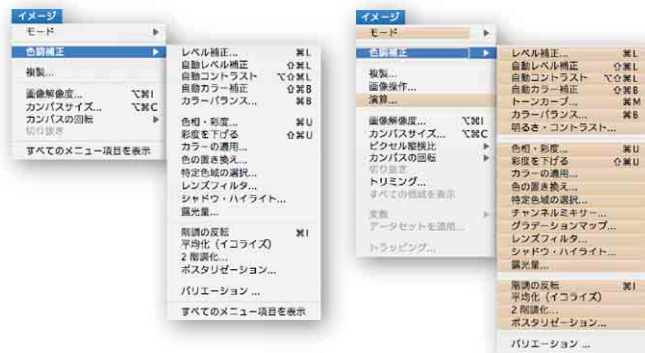 イメージ
モード
色調補正
複製...
画像解像度... ⌥⌘I
カンバスサイズ... ⌥⌘C
カンバスの回転
切り抜き
すべてのメニュー項目を表示
レベル補正... ⌘L
自動レベル補正 ⇧⌘L
自動コントラスト ⌥⇧⌘L
自動カラー補正 ⇧⌘B
カラーバランス... ⌘B
色相・彩度... ⌘U
彩度を下げる ⇧⌘U
カラーの適用...
色の置き換え...
特定色域の選択...
レンズフィルタ...
シャドウ・ハイライト...
露光量...
階調の反転 ⌘I
平均化（イコライズ）
2 階調化...
ポスタリゼーション...
バリエーション ...
すべてのメニュー項目を表示
イメージ
モード
色調補正
複製...
画像操作...
演算...
画像解像度... ⌥⌘I
カンバスサイズ... ⌥⌘C
ピクセル縦横比
カンバスの回転
切り抜き
トリミング...
すべての領域を表示
変数
データセットを適用...
トラッピング...
レベル補正... ⌘L
自動レベル補正 ⇧⌘L
自動コントラスト ⌥⇧⌘L
自動カラー補正 ⇧⌘B
トーンカーブ... ⌘M
カラーバランス... ⌘B
明るさ・コントラスト...
色相・彩度... ⌘U
彩度を下げる ⇧⌘U
カラーの適用...
色の置き換え...
特定色域の選択...
チャンネルミキサー...
グラデーションマップ...
レンズフィルタ...
シャドウ・ハイライト...
露光量...
階調の反転 ⌘I
平均化（イコライズ）
2 階調化...
ポスタリゼーション...
バリエーション ...